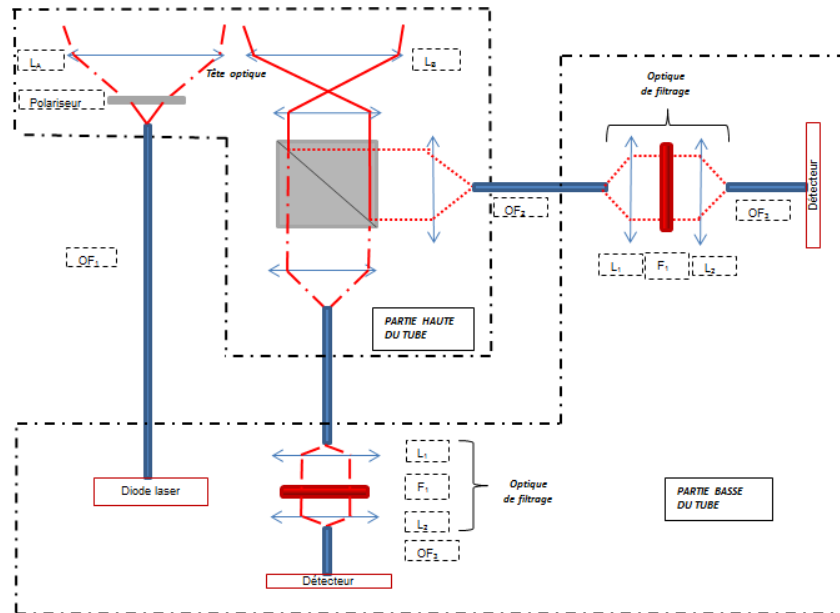 L_A
Tête optique
L_B
Polariseur
Optique
de filtrage
Détecteur
OF₂
OF₃
OF₁
L₁
F₁
L₂
PARTIE HAUTE
DU TUBE
L₁
Diode laser
F₁
Optique
de filtrage
PARTIE BASSE
DU TUBE
L₂
OF₃
Détecteur